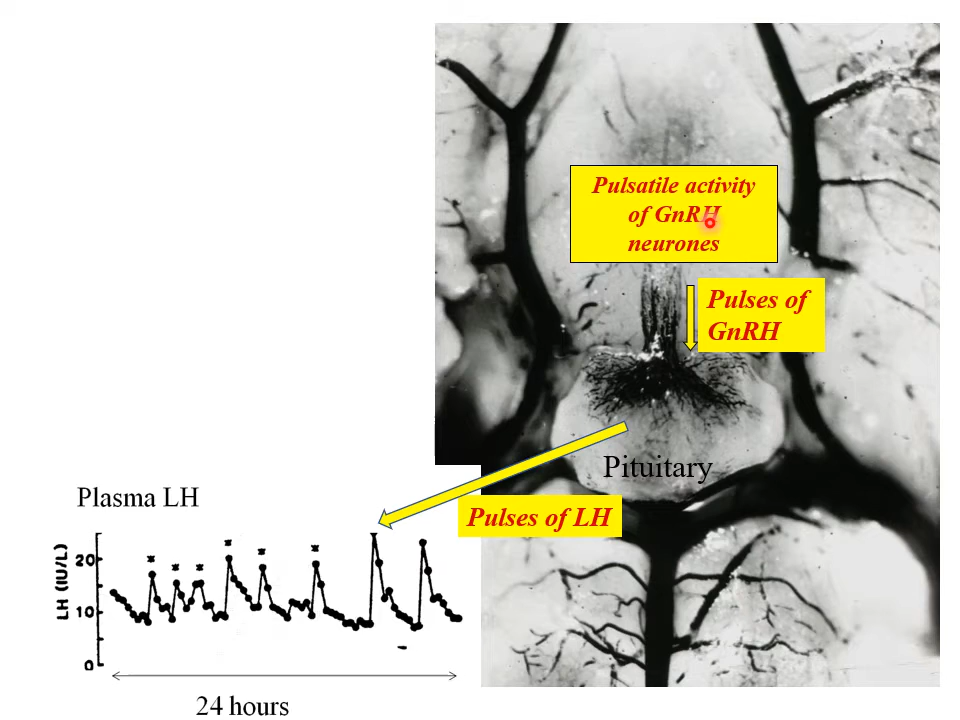 Pulsatile activity
of GnRH
neurones
Pulses of
GnRH
Pituitary
Pulses of LH
Plasma LH
LH (IU/L)
20
10
0
* * * * * *
24 hours